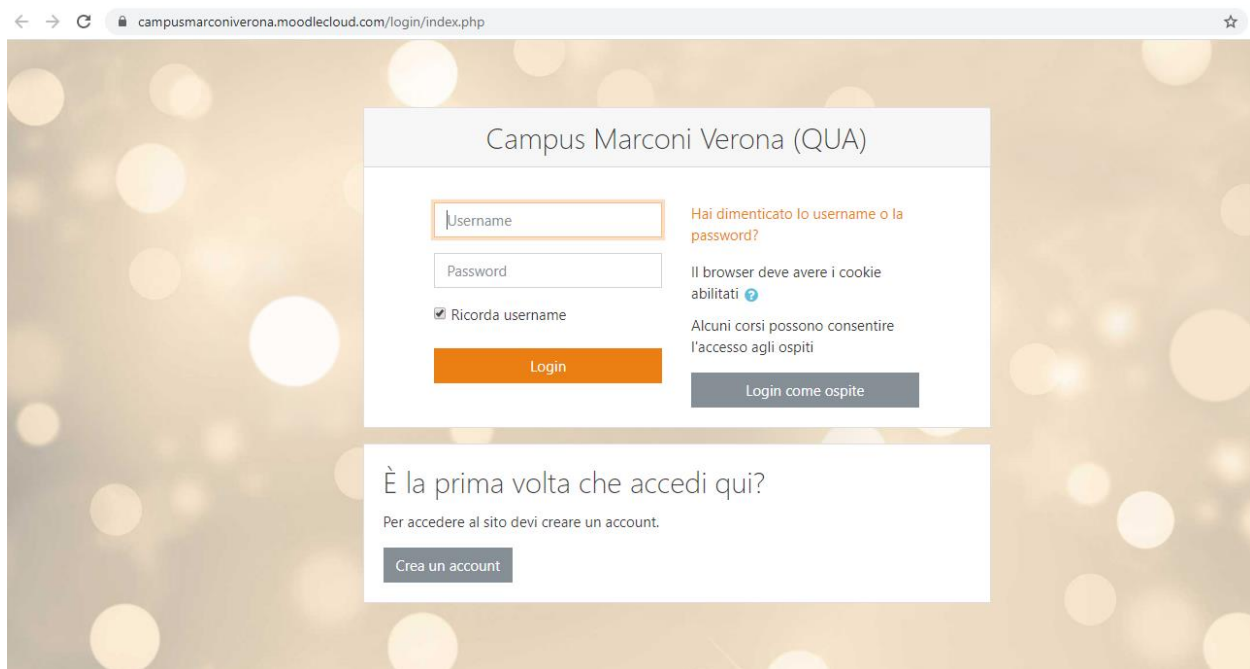 campusmarconiverona.moodlecloud.com/login/index.php
Campus Marconi Verona (QUA)
Username
Password
Ricorda username
Login
Hai dimenticato lo username o la
password?
Il browser deve avere i cookie
abilitati ?
Alcuni corsi possono consentire
l'accesso agli ospiti
Login come ospite
È la prima volta che accedi qui?
Per accedere al sito devi creare un account.
Crea un account